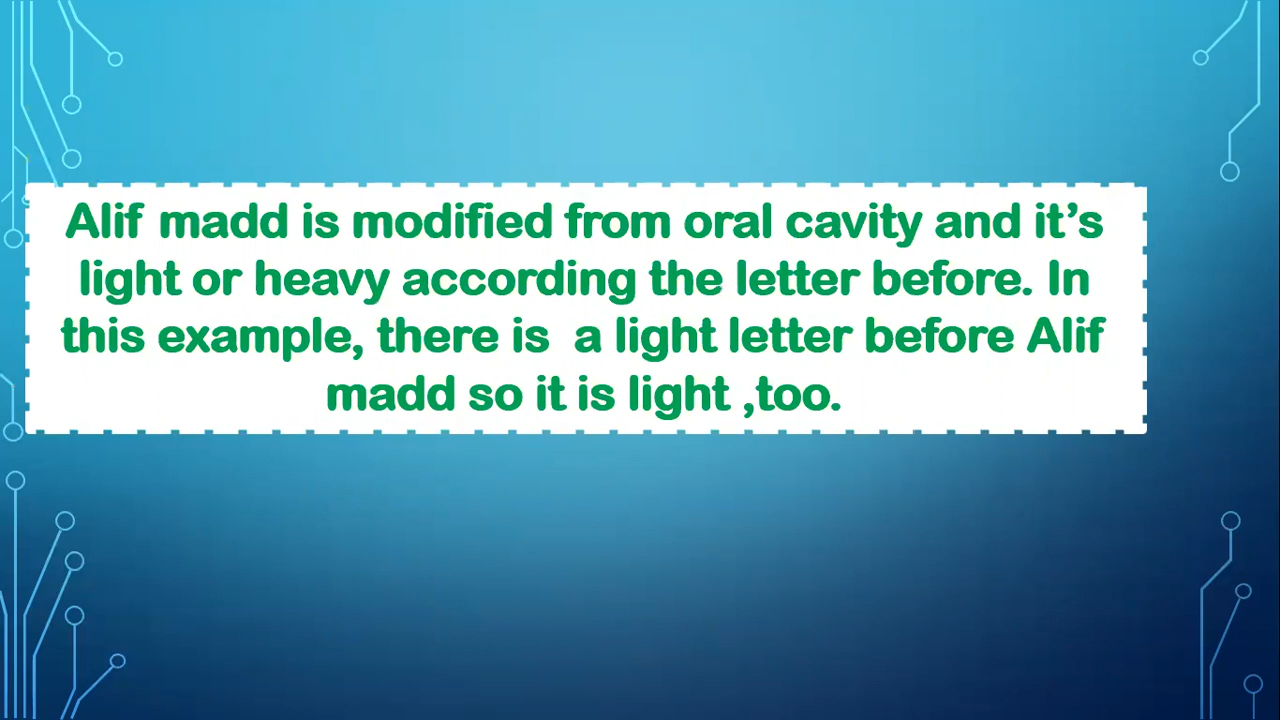 Alif madd is modified from oral cavity and it’s
light or heavy according the letter before. In
this example, there is  a light letter before Alif
madd so it is light ,too.